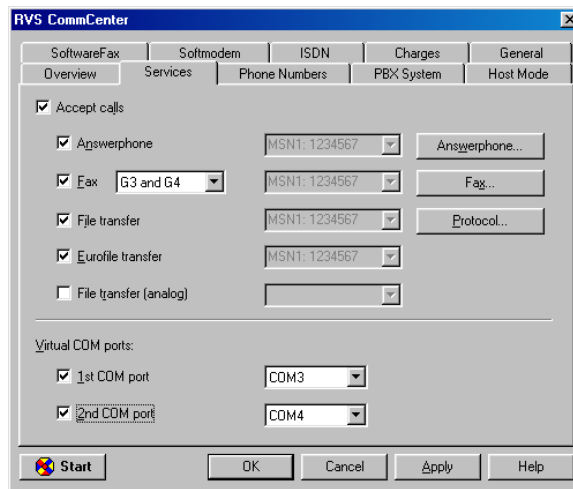 RVS CommCenter
SoftwareFax Softmodem ISDN Charges General
Overview Services Phone Numbers PBX System Host Mode
Accept calls
Answerphone MSN1: 1234567 Answerphone...
Fax G3 and G4 MSN1: 1234567 Fax...
File transfer MSN1: 1234567 Protocol...
Eurofile transfer MSN1: 1234567
File transfer (analog)
Virtual COM ports:
1st COM port COM3
2nd COM port COM4
Start OK Cancel Apply Help